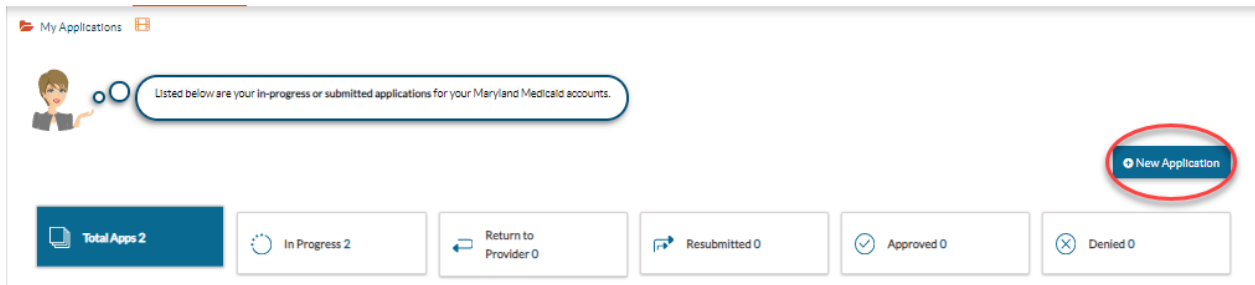 My Applications
Listed below are your in-progress or submitted applications for your Maryland Medicaid accounts.
New Application
Total Apps 2
In Progress 2
Return to
Provider 0
Resubmitted 0
Approved 0
Denied 0